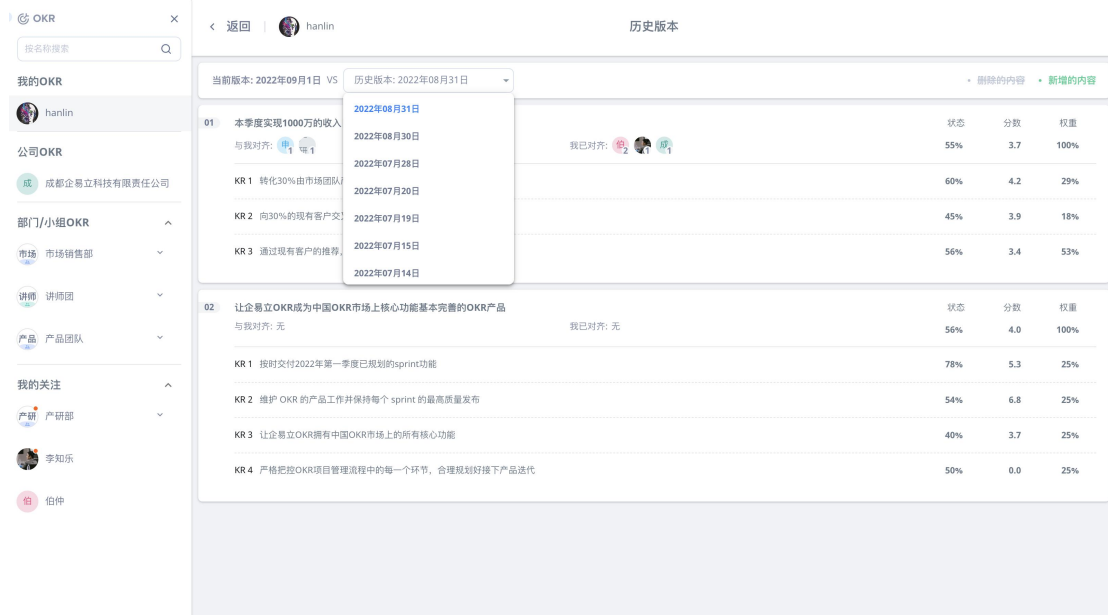 OKR
按名称搜索
我的OKR
hanlin
公司OKR
成 成都企易立科技有限责任公司
部门/小组OKR
市场 市场销售部
讲师 讲师团
产品 产品团队
我的关注
产研 产研部
李知乐
伯 伯仲
返回 hanlin 历史版本
当前版本: 2022年09月1日 VS 历史版本: 2022年08月31日 删除的内容 新增的内容
2022年08月31日
2022年08月30日
2022年07月28日
2022年07月20日
2022年07月19日
2022年07月15日
2022年07月14日
01 本季度实现1000万的收入 状态 分数 权重
与我对齐: 申 1 研 1 我已对齐: 伯 2 1 成 1 55% 3.7 100%
KR 1 转化30%由市场团队 60% 4.2 29%
KR 2 向30%的现有客户交 45% 3.9 18%
KR 3 通过现有客户的推荐, 56% 3.4 53%
02 让企易立OKR成为中国OKR市场上核心功能基本完善的OKR产品 状态 分数 权重
与我对齐: 无 我已对齐: 无 56% 4.0 100%
KR 1 按时交付2022年第一季度已规划的sprint功能 78% 5.3 25%
KR 2 维护 OKR 的产品工作并保持每个 sprint 的最高质量发布 54% 6.8 25%
KR 3 让企易立OKR拥有中国OKR市场上的所有核心功能 40% 3.7 25%
KR 4 严格把控OKR项目管理流程中的每一个环节，合理规划好接下产品迭代 50% 0.0 25%